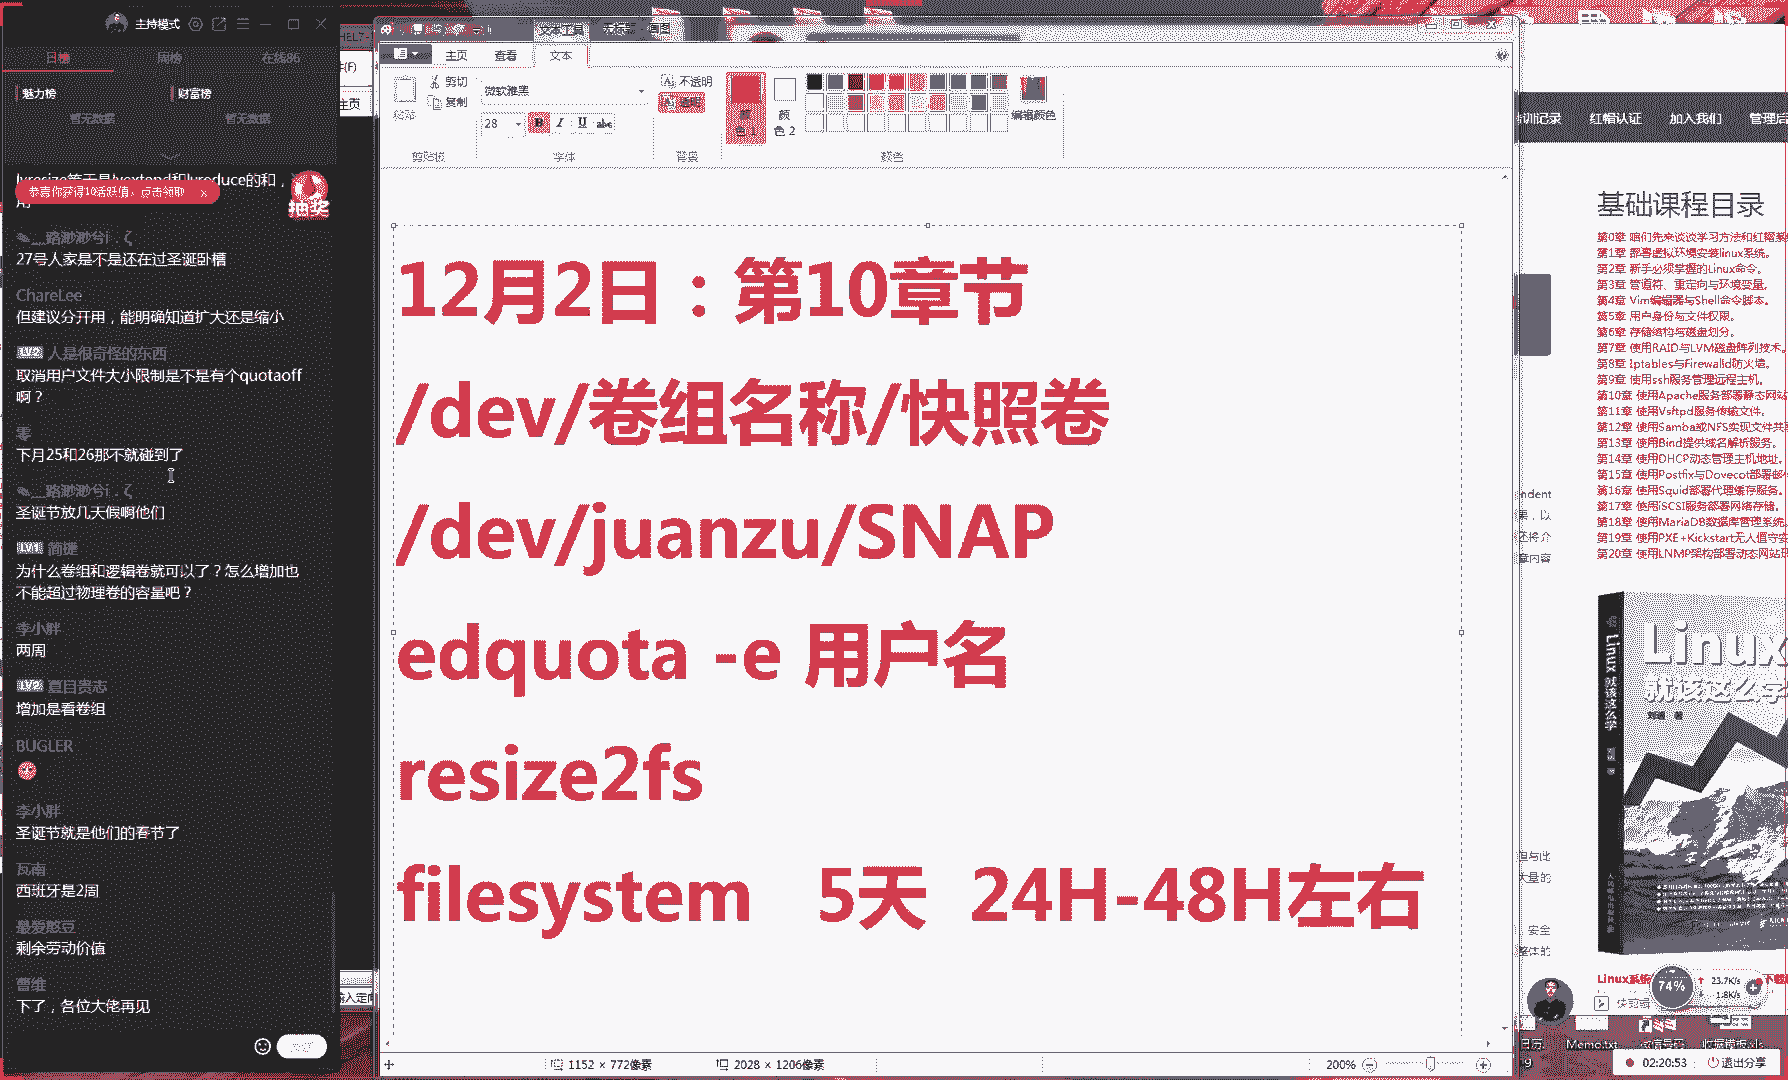 主持模式
日榜 周榜 在线86
魅力榜 财富榜
暂无数据 暂无数据
恭喜你获得10活跃值，点击领取 ×
抽奖
27号人家是不是还在过圣诞卧槽
ChareLee
但建议分开用，能明确知道扩大还是缩小
LV2 人是很奇怪的东西
取消用户文件大小限制是不是有个quotaoff
啊？
零
下月25和26那不就碰到了
圣诞节放几天假啊他们
LV1 简捷
为什么卷组和逻辑卷就可以了？怎么增加也
不能超过物理卷的容量吧？
李小胖
两周
LV2 夏目贵志
增加是看卷组
BUGLER
李小胖
圣诞节就是他们的春节了
瓦南
西班牙是2周
最爱憨豆
剩余劳动价值
曹维
下了，各位大佬再见
主页 查看 文本
粘贴
剪切
复制
剪贴板
微软雅黑
28 B I U abc
字体
不透明
透明
背景
颜色 1
颜色 2
颜色
编辑颜色
12月2日：第10章节
/dev/卷组名称/快照卷
/dev/juanzu/SNAP
edquota -e 用户名
resize2fs
filesystem 5天 24H-48H左右
1152 × 772像素
2028 × 1206像素
200%
培训记录 红帽认证 加入我们 管理后
基础课程目录
第0章 咱们先来谈谈学习方法和红帽系
第1章 部署虚拟环境安装linux系统。
第2章 新手必须掌握的Linux命令。
第3章 管道符、重定向与环境变量。
第4章 Vim编辑器与Shell命令脚本。
第5章 用户身份与文件权限。
第6章 存储结构与磁盘划分。
第7章 使用RAID与LVM磁盘阵列技术。
第8章 Iptables与Firewalld防火墙。
第9章 使用ssh服务管理远程主机。
第10章 使用Apache服务部署静态网站
第11章 使用Vsftpd服务传输文件。
第12章 使用Samba或NFS实现文件共享
第13章 使用Bind提供域名解析服务。
第14章 使用DHCP动态管理主机地址。
第15章 使用Postfix与Dovecot部署邮件
第16章 使用Squid部署代理缓存服务。
第17章 使用iSCSI服务部署网络存储。
第18章 使用MariaDB数据库管理系统。
第19章 使用PXE+Kickstart无人值守安
第20章 使用LNMP架构部署动态网站环
Linux
就该这么学
74%
23.7K/s
1.8K/s
Memo.txt
02:20:53 退出分享